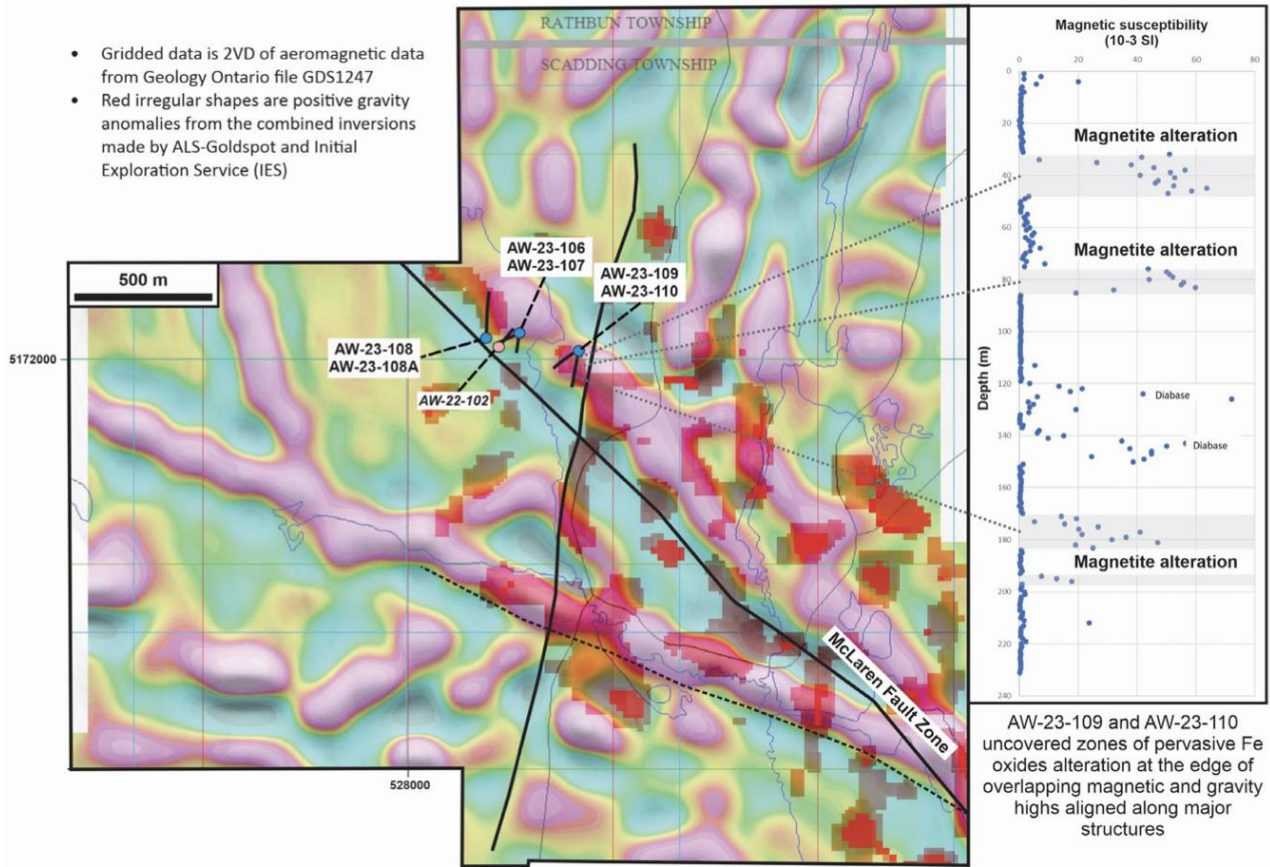 • Gridded data is 2VD of aeromagnetic data
from Geology Ontario file GDS1247
• Red irregular shapes are positive gravity
anomalies from the combined inversions
made by ALS-Goldspot and Initial
Exploration Service (IES)
RATHBUN TOWNSHIP
SCADDING TOWNSHIP
500 m
AW-23-106
AW-23-107
AW-23-109
AW-23-110
AW-23-108
AW-23-108A
AW-22-102
5172000
528000
McLaren Fault Zone
Magnetic susceptibility
(10-3 SI)
0 20 40 60 80
Depth (m)
0
20
40
60
80
100
120
140
160
180
200
220
240
Magnetite alteration
Magnetite alteration
Diabase
Diabase
Magnetite alteration
AW-23-109 and AW-23-110
uncovered zones of pervasive Fe
oxides alteration at the edge of
overlapping magnetic and gravity
highs aligned along major
structures